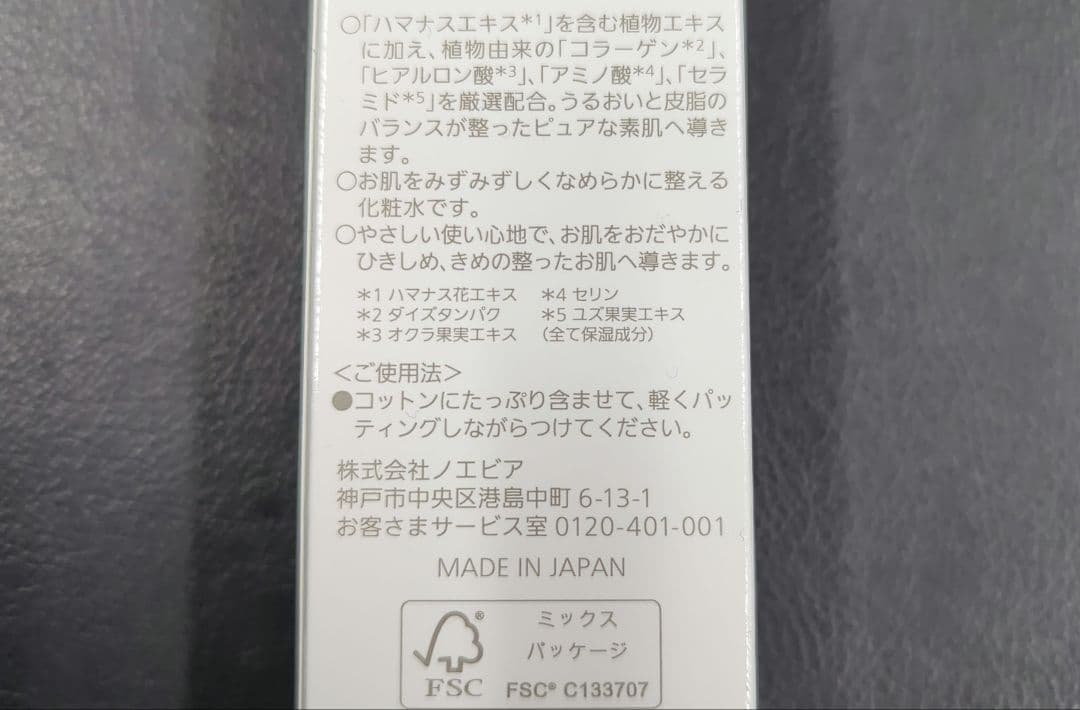 ○「ハマナスエキス*1」を含む植物エキス
に加え、植物由来の「コラーゲン*2」、
「ヒアルロン酸*3」、「アミノ酸*4」、「セラ
ミド*5」を厳選配合。うるおいと皮脂の
バランスが整ったピュアな素肌へ導き
ます。
○お肌をみずみずしくなめらかに整える
化粧水です。
○やさしい使い心地で、お肌をおだやかに
ひきしめ、きめの整ったお肌へ導きます。
*1 ハマナス花エキス *4 セリン
*2 ダイズタンパク *5 ユズ果実エキス
*3 オクラ果実エキス （全て保湿成分）
＜ご使用法＞
●コットンにたっぷり含ませて、軽くパッ
ティングしながらつけてください。
株式会社ノエビア
神戸市中央区港島中町 6-13-1
お客さまサービス室 0120-401-001
MADE IN JAPAN
ミックス
パッケージ
FSC® C133707
®
FSC